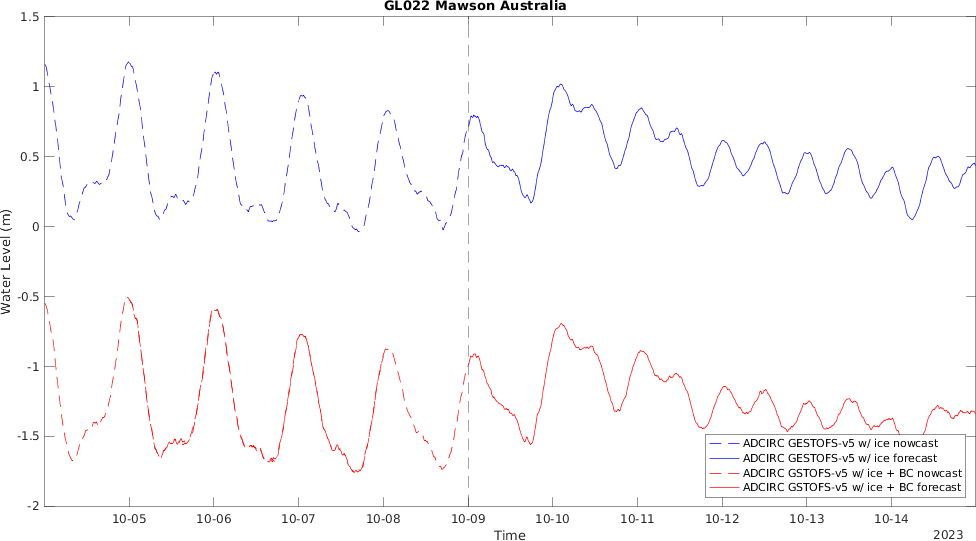 GL022 Mawson Australia
1.5
1
0.5
0
-0.5
-1
-1.5
-2
Water Level (m)
ADCIRC GESTOFS-v5 w/ ice nowcast
ADCIRC GESTOFS-v5 w/ ice forecast
ADCIRC GSTOFS-v5 w/ ice + BC nowcast
ADCIRC GSTOFS-v5 w/ ice + BC forecast
10-05 10-06 10-07 10-08 10-09 10-10 10-11 10-12 10-13 10-14
Time
2023